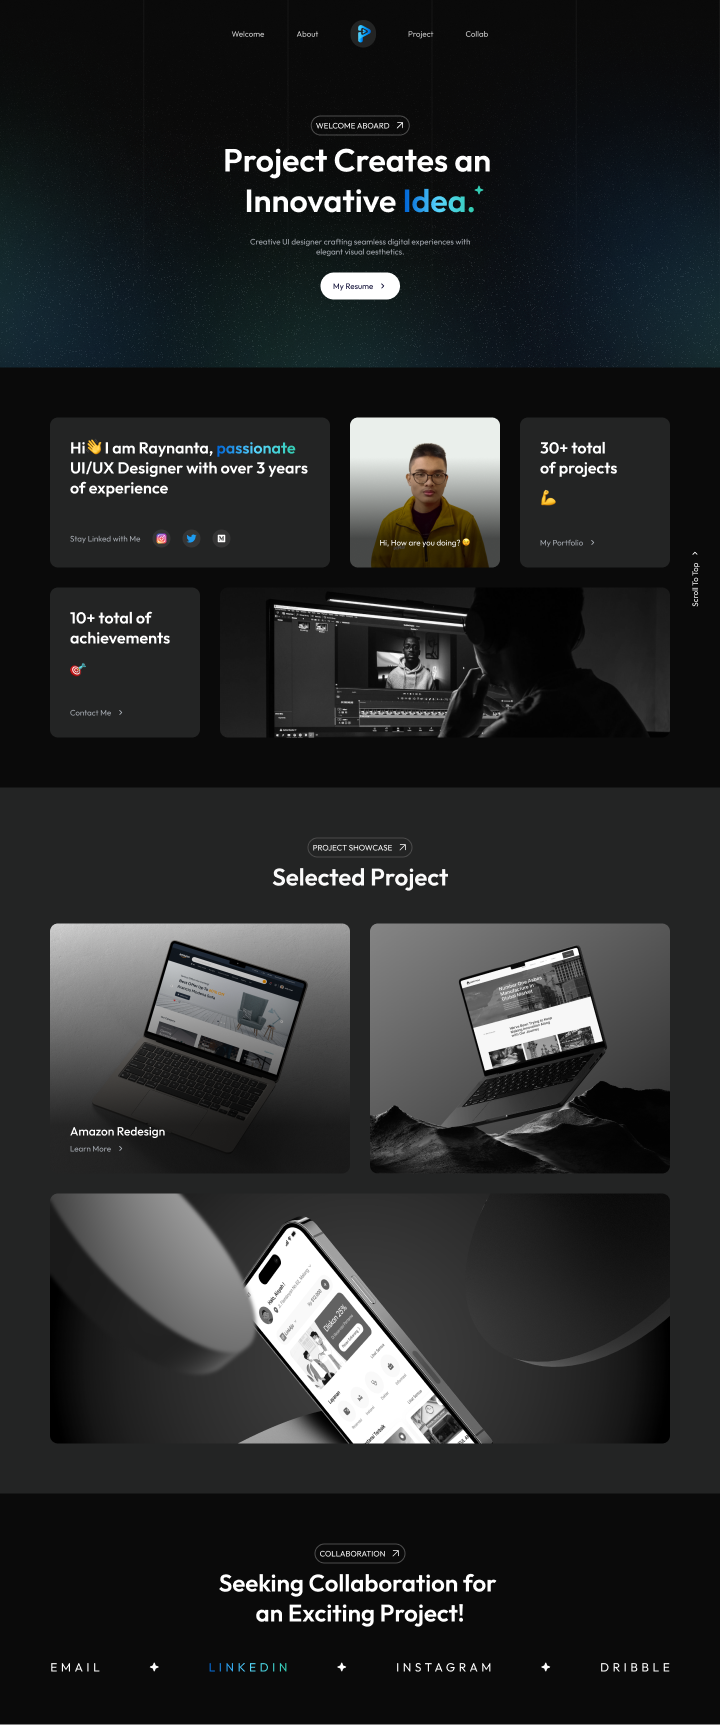 Welcome
About
Project
Collab
WELCOME ABOARD
Project Creates an
Innovative Idea.
Creative UI designer crafting seamless digital experiences with
elegant visual aesthetics.
My Resume
Hi👋 I am Raynanta, passionate
UI/UX Designer with over 3 years
of experience
Stay Linked with Me
Hi, How are you doing? 😉
30+ total
of projects
💪
My Portfolio
Scroll To Top
10+ total of
achievements
🎯
Contact Me
PROJECT SHOWCASE
Selected Project
Amazon Redesign
Learn More
Diskon 25%
Layanan
COLLABORATION
Seeking Collaboration for
an Exciting Project!
EMAIL
LINKEDIN
INSTAGRAM
DRIBBLE